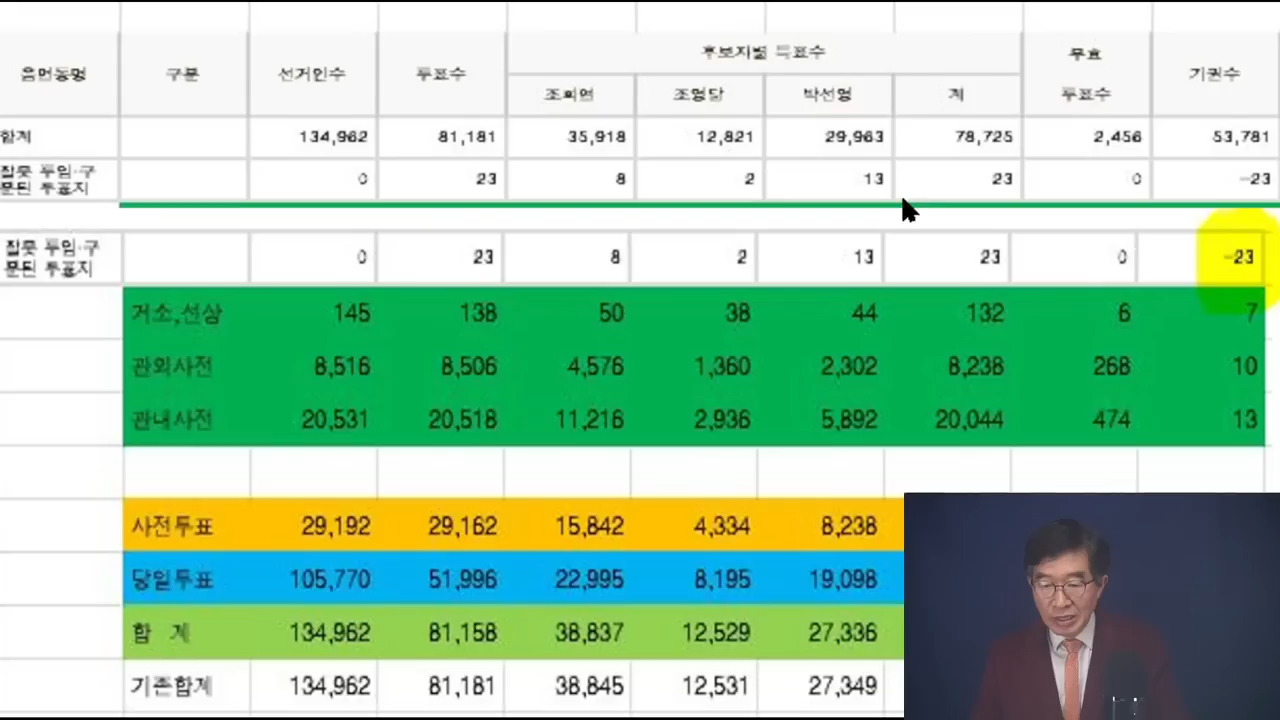 후보자별 득표수
무효
읍면동명 구분 선거인수 투표수 기권수
조희연 조영달 박선영 계 투표수
합계 134,962 81,181 35,918 12,821 29,963 78,725 2,456 53,781
잘못 투입·구
분된 투표지 0 23 8 2 13 23 0 -23
잘못 투입·구
분된 투표지 0 23 8 2 13 23 0 -23
거소,선상 145 138 50 38 44 132 6 7
관외사전 8,516 8,506 4,576 1,360 2,302 8,238 268 10
관내사전 20,531 20,518 11,216 2,936 5,892 20,044 474 13
사전투표 29,192 29,162 15,842 4,334 8,238
당일투표 105,770 51,996 22,995 8,195 19,098
합 계 134,962 81,158 38,837 12,529 27,336
기존합계 134,962 81,181 38,845 12,531 27,349